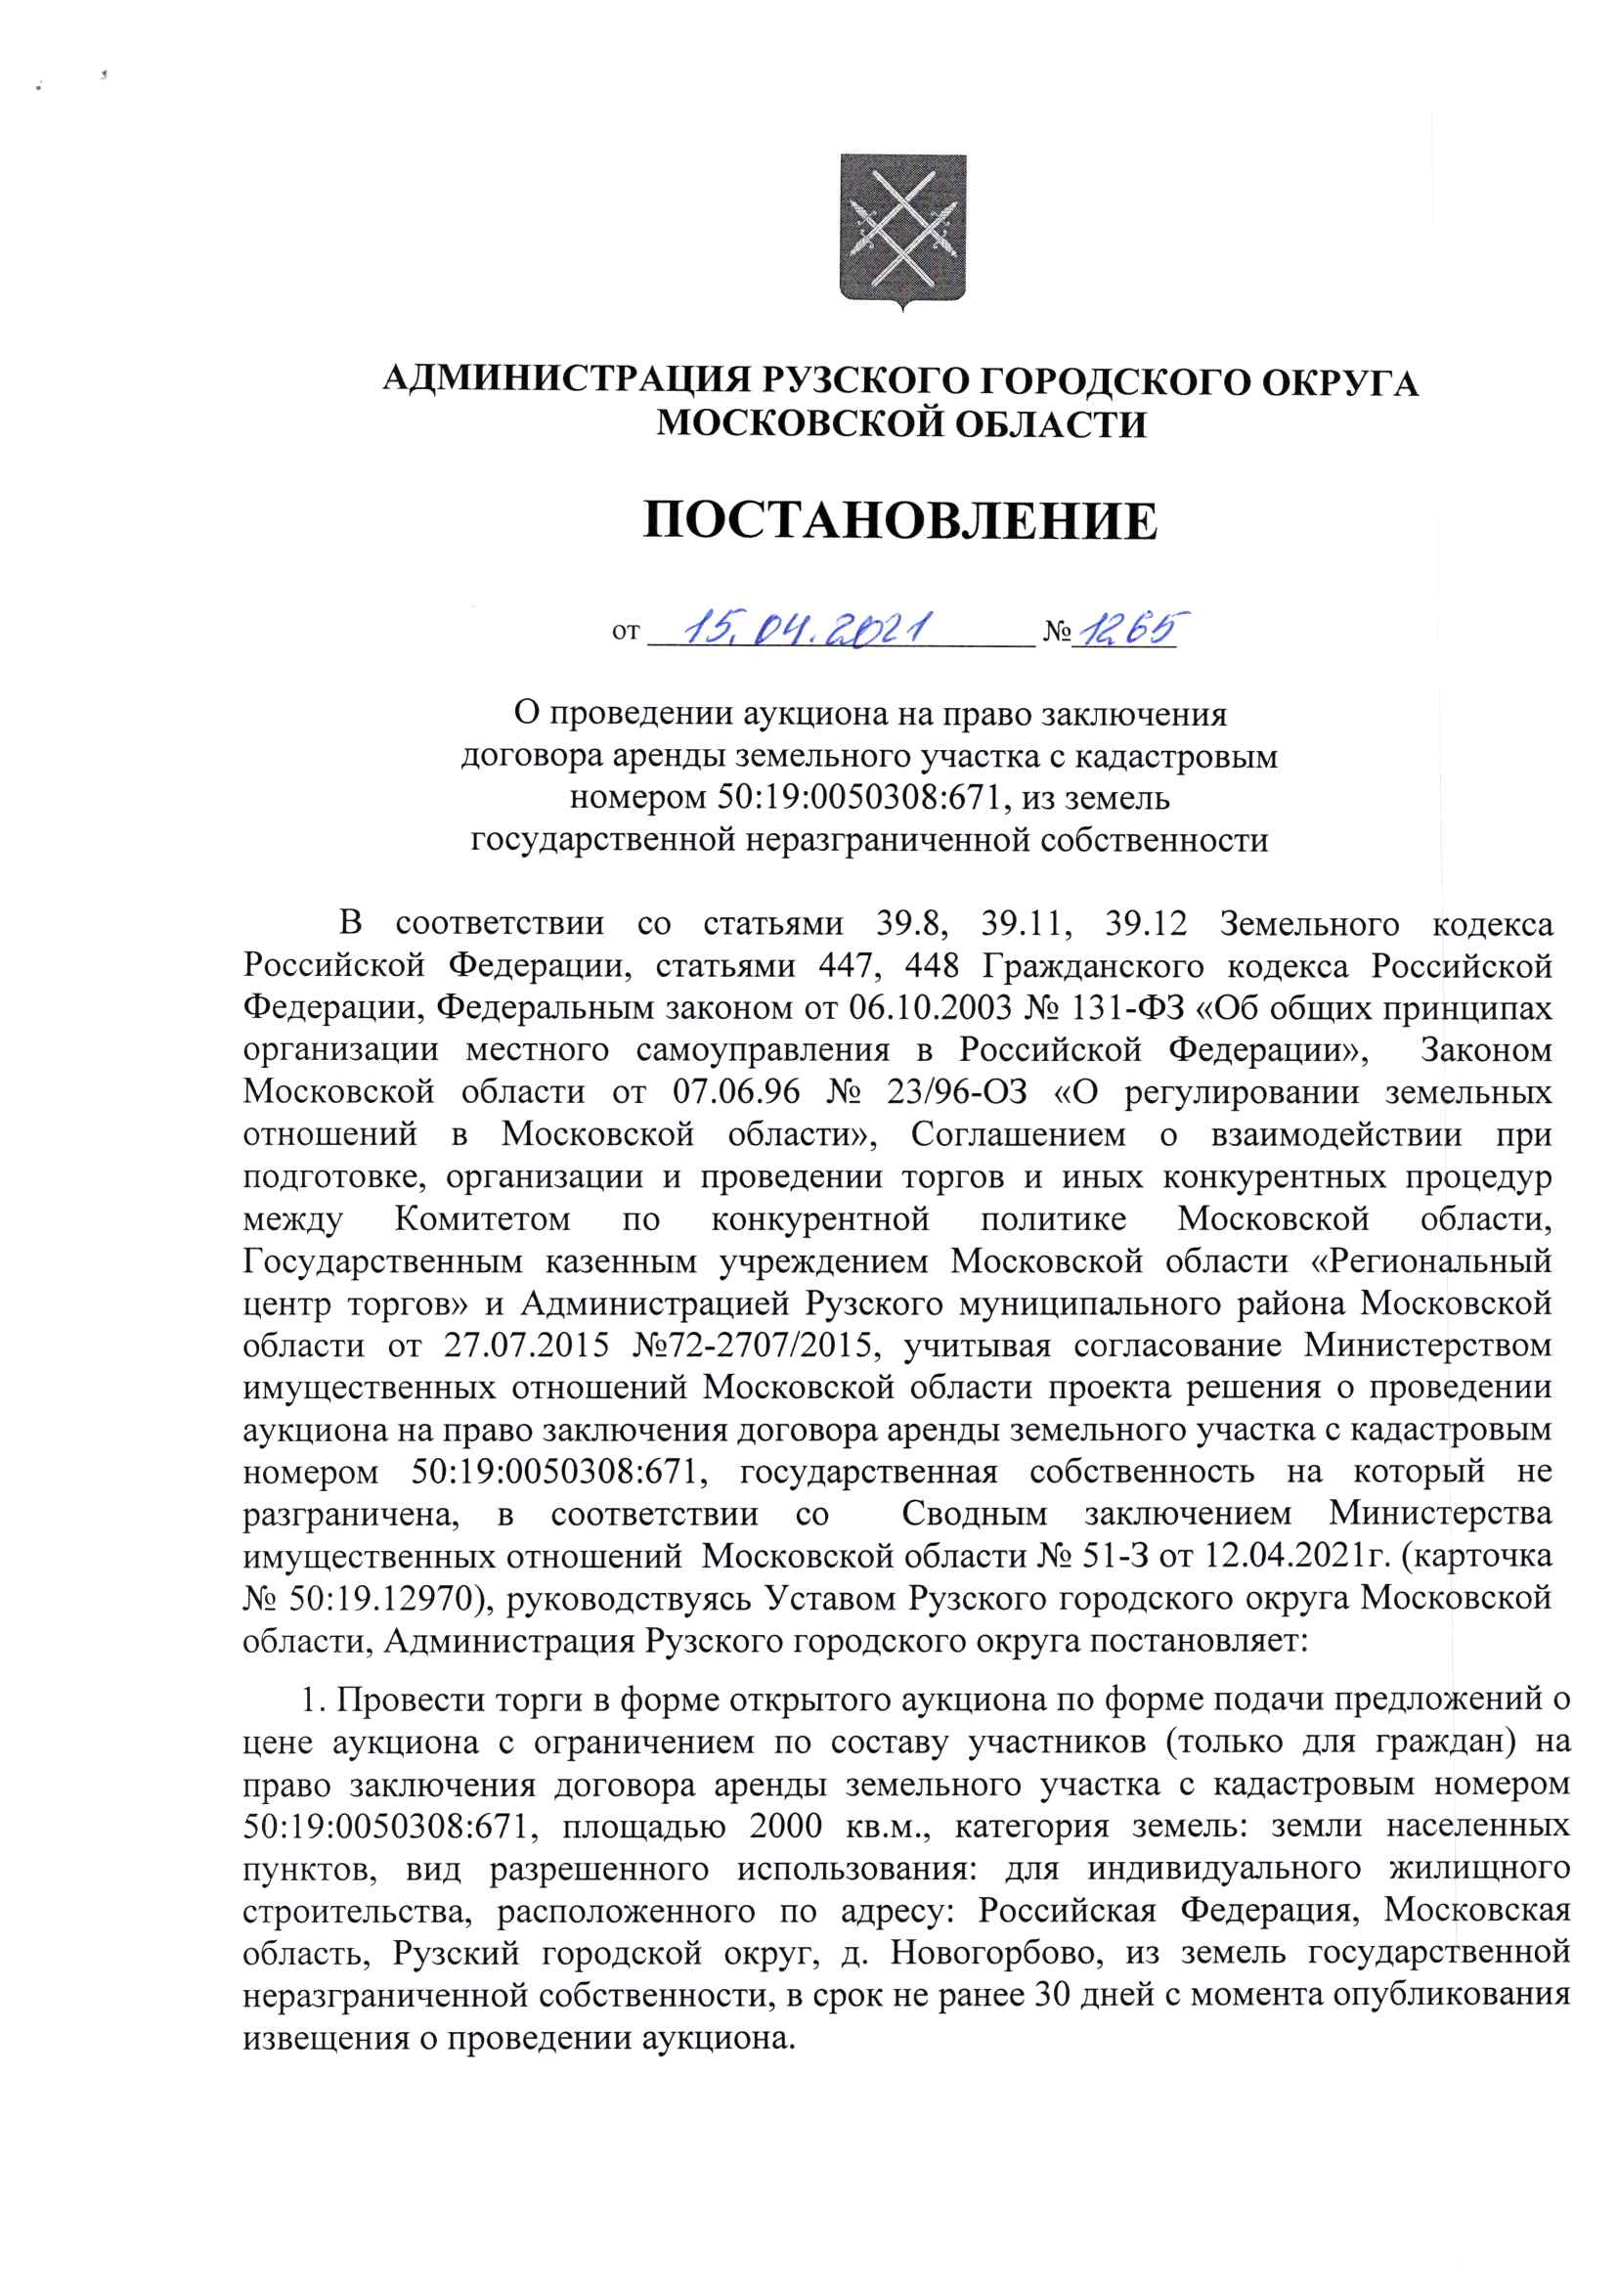 АДМИНИСТРАЦИЯ РУЗСКОГО ГОРОДСКОГО ОКРУГА
МОСКОВСКОЙ ОБЛАСТИ
ПОСТАНОВЛЕНИЕ
от 15.04.2021 № 1265
О проведении аукциона на право заключения
договора аренды земельного участка с кадастровым
номером 50:19:0050308:671, из земель
государственной неразграниченной собственности
В соответствии со статьями 39.8, 39.11, 39.12 Земельного кодекса
Российской Федерации, статьями 447, 448 Гражданского кодекса Российской
Федерации, Федеральным законом от 06.10.2003 № 131-ФЗ «Об общих принципах
организации местного самоуправления в Российской Федерации», Законом
Московской области от 07.06.96 № 23/96-ОЗ «О регулировании земельных
отношений в Московской области», Соглашением о взаимодействии при
подготовке, организации и проведении торгов и иных конкурентных процедур
между Комитетом по конкурентной политике Московской области,
Государственным казенным учреждением Московской области «Региональный
центр торгов» и Администрацией Рузского муниципального района Московской
области от 27.07.2015 №72-2707/2015, учитывая согласование Министерством
имущественных отношений Московской области проекта решения о проведении
аукциона на право заключения договора аренды земельного участка с кадастровым
номером 50:19:0050308:671, государственная собственность на который не
разграничена, в соответствии со Сводным заключением Министерства
имущественных отношений Московской области № 51-З от 12.04.2021г. (карточка
№ 50:19.12970), руководствуясь Уставом Рузского городского округа Московской
области, Администрация Рузского городского округа постановляет:
1. Провести торги в форме открытого аукциона по форме подачи предложений о
цене аукциона с ограничением по составу участников (только для граждан) на
право заключения договора аренды земельного участка с кадастровым номером
50:19:0050308:671, площадью 2000 кв.м., категория земель: земли населенных
пунктов, вид разрешенного использования: для индивидуального жилищного
строительства, расположенного по адресу: Российская Федерация, Московская
область, Рузский городской округ, д. Новогорбово, из земель государственной
неразграниченной собственности, в срок не ранее 30 дней с момента опубликования
извещения о проведении аукциона.